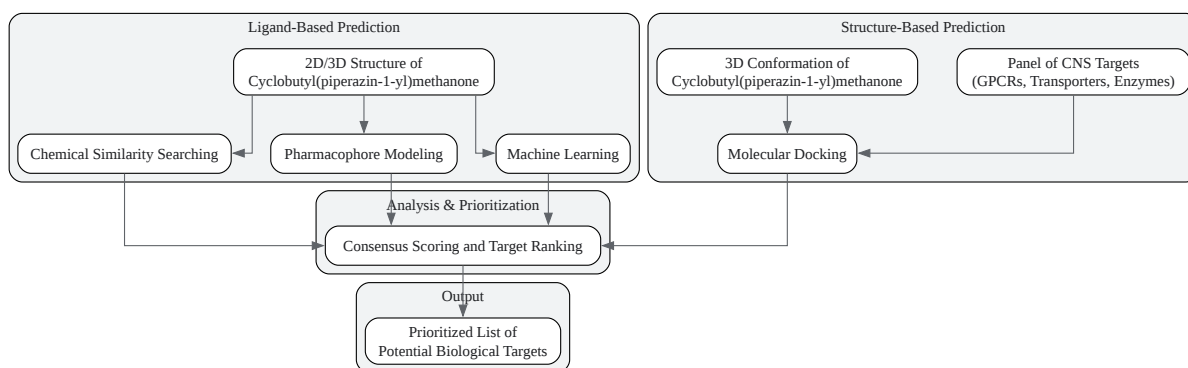 Ligand-Based Prediction
2D/3D Structure of
Cyclobutyl(piperazin-1-yl)methanone
Chemical Similarity Searching
Pharmacophore Modeling
Machine Learning
Structure-Based Prediction
3D Conformation of
Cyclobutyl(piperazin-1-yl)methanone
Panel of CNS Targets
(GPCRs, Transporters, Enzymes)
Molecular Docking
Analysis & Prioritization
Consensus Scoring and Target Ranking
Output
Prioritized List of
Potential Biological Targets